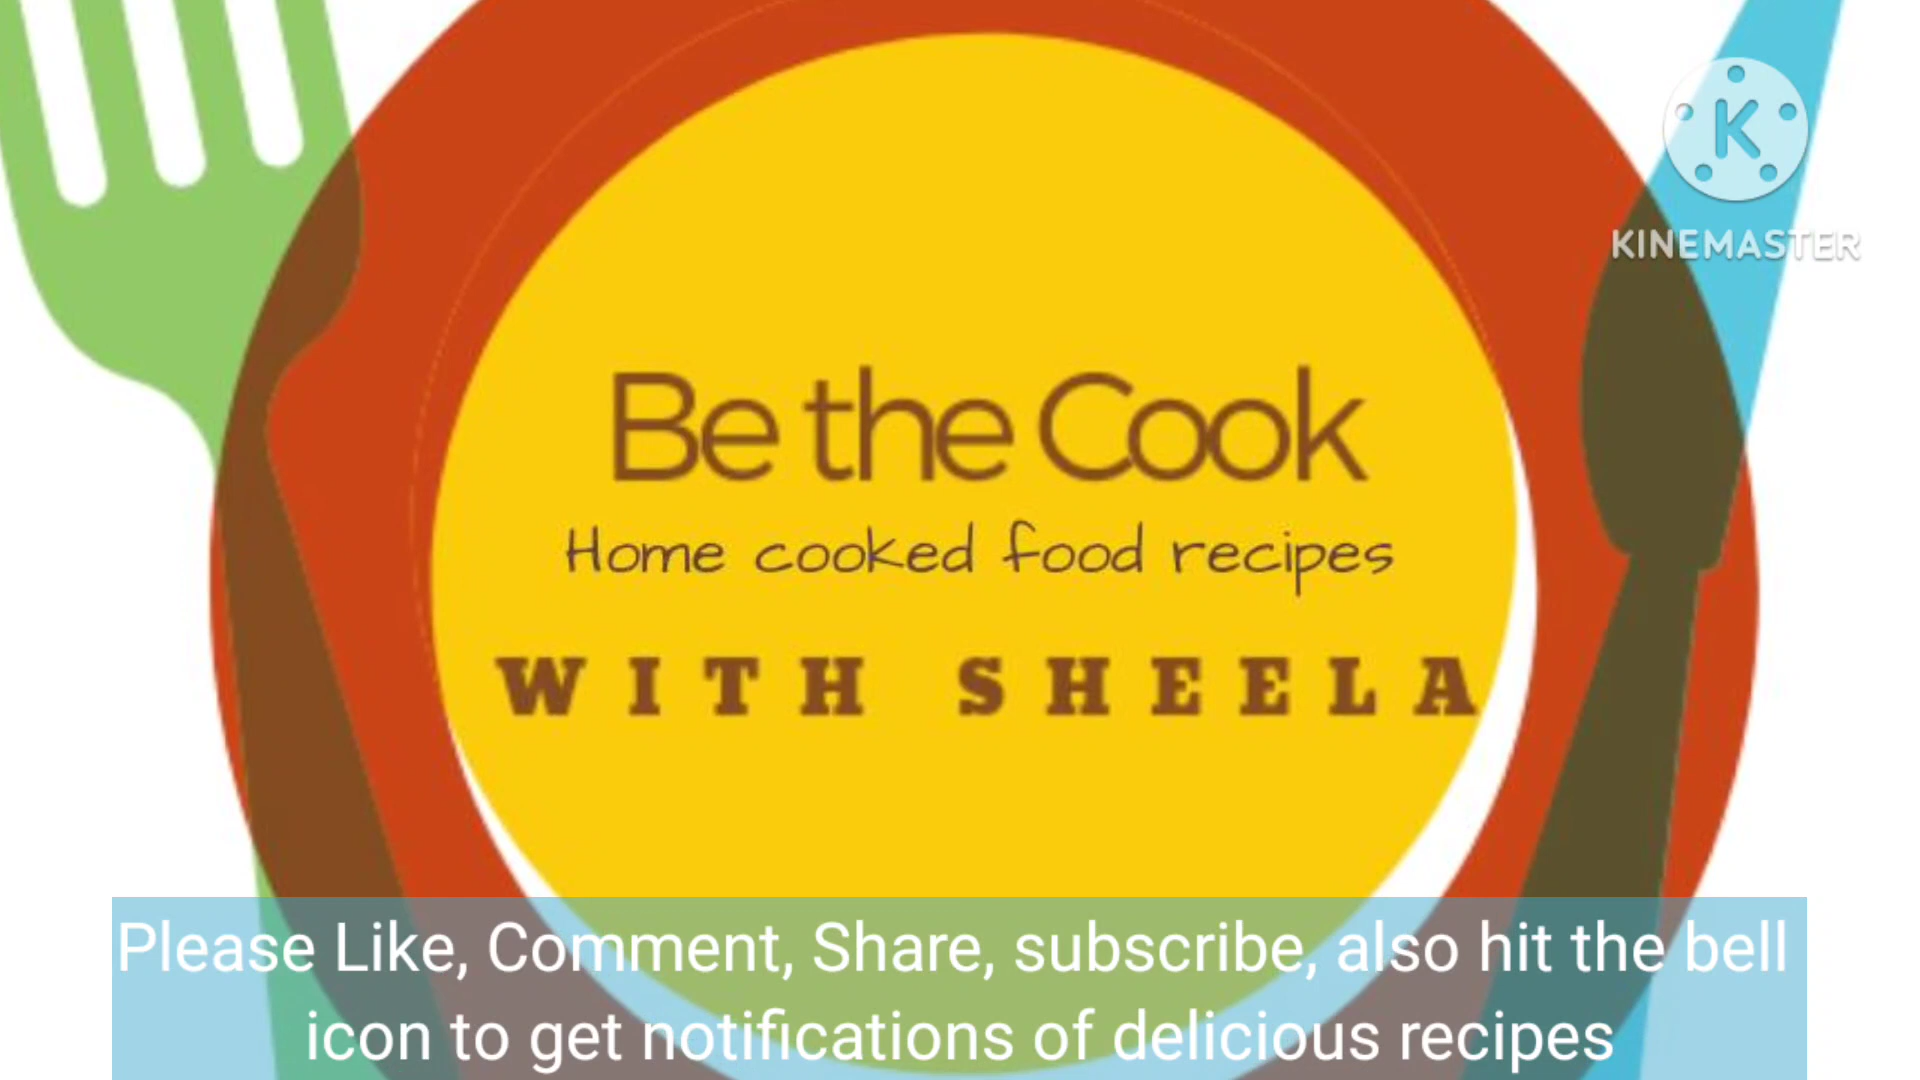 K
KINEMASTER
Be the Cook
Home cooked food recipes
WITH SHEELA
Please Like, Comment, Share, subscribe, also hit the bell
icon to get notifications of delicious recipes